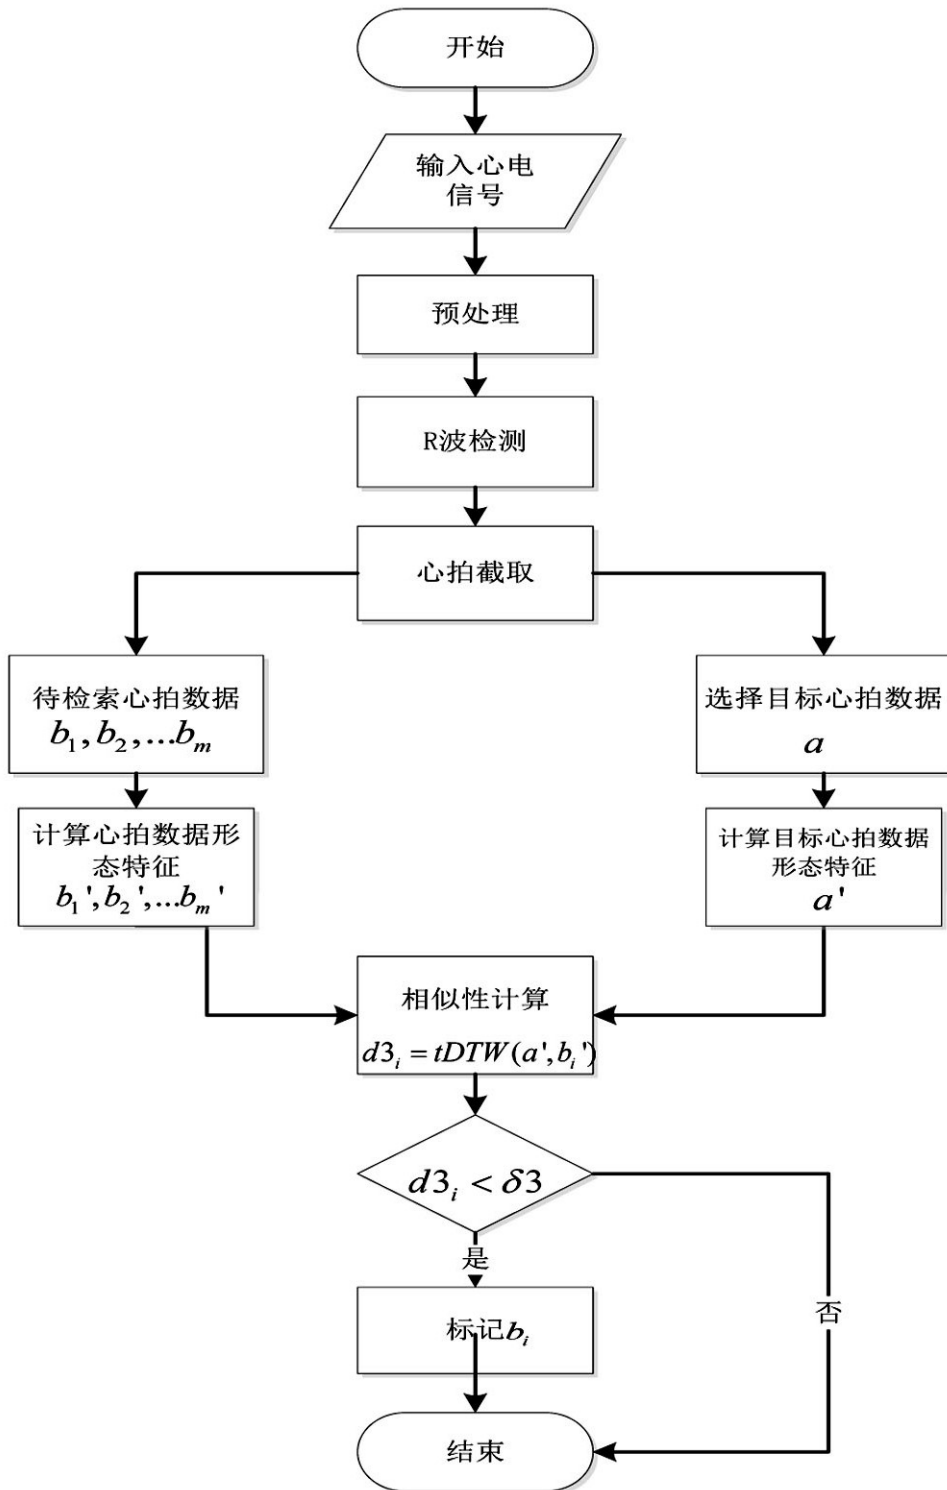 开始
输入心电
信号
预处理
R波检测
心拍截取
待检索心拍数据
b₁,b₂,...bₘ
选择目标心拍数据
a
计算心拍数据形
态特征
b₁',b₂',...bₘ'
计算目标心拍数据
形态特征
a'
相似性计算
d3ᵢ=tDTW(a',bᵢ')
d3ᵢ<δ3
是
否
标记bᵢ
结束